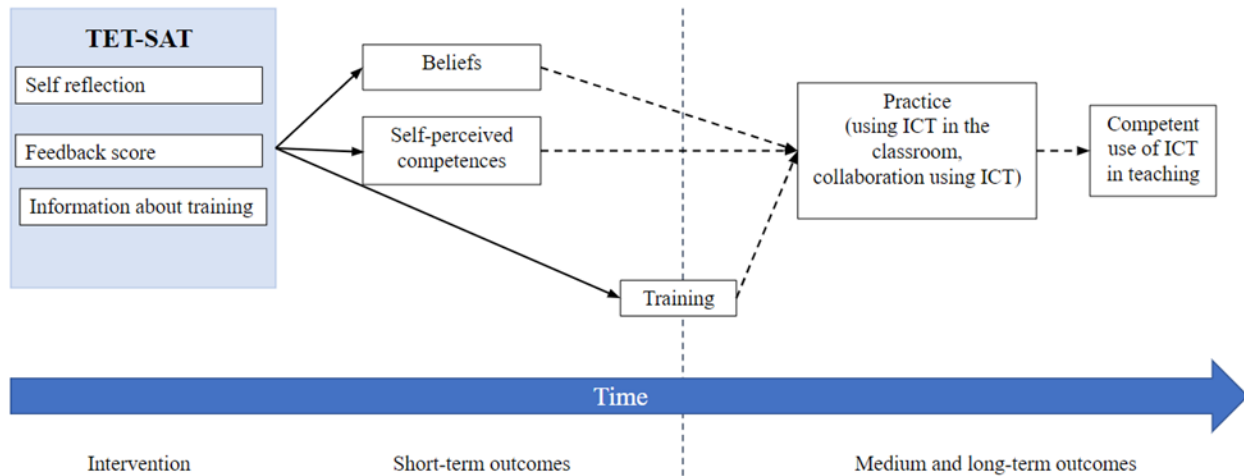 TET-SAT
Self reflection
Feedback score
Information about training
Beliefs
Self-perceived
competences
Training
Practice
(using ICT in the
classroom,
collaboration using ICT)
Competent
use of ICT
in teaching
Time
Intervention
Short-term outcomes
Medium and long-term outcomes